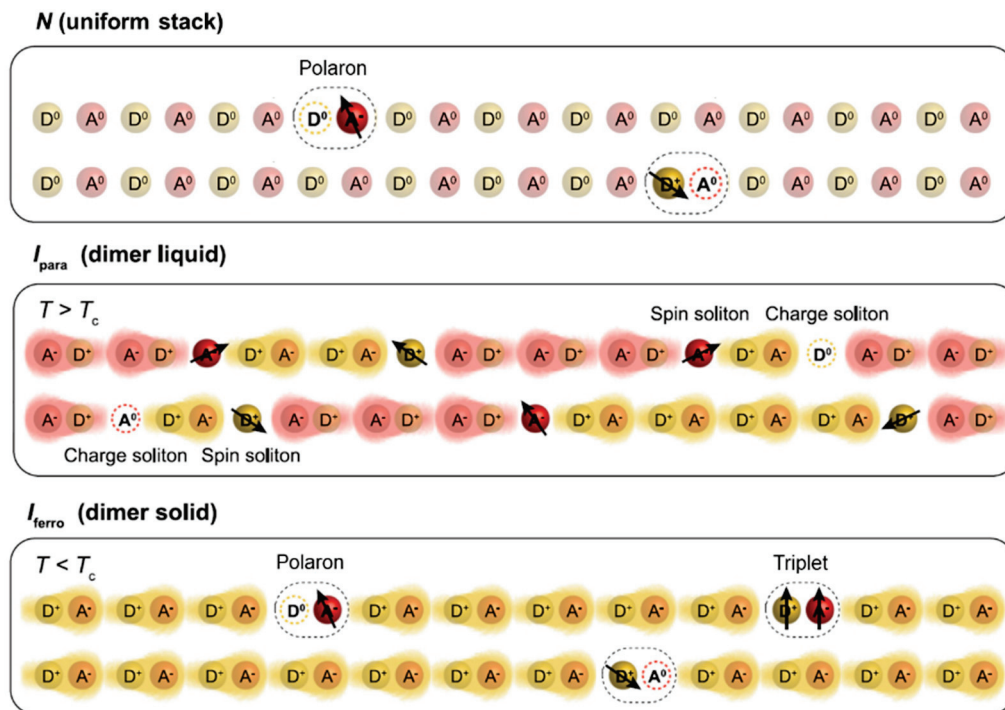 N (uniform stack)
Polaron
D⁰ A⁰ D⁰ A⁰ D⁰ A⁰ D⁰ A⁻ D⁰ A⁰ D⁰ A⁰ D⁰ A⁰ D⁰ A⁰ D⁰ A⁰ D⁰ A⁰ D⁰ A⁰
D⁰ A⁰ D⁰ A⁰ D⁰ A⁰ D⁰ A⁰ D⁰ A⁰ D⁰ A⁰ D⁰ A⁰ D⁺ A⁰ D⁰ A⁰ D⁰ A⁰ D⁰ A⁰
I para (dimer liquid)
T > Tc
Spin soliton Charge soliton
A⁻ D⁺ A⁻ D⁺ A⁻ D⁺ A⁻ D⁺ A⁻ D⁺ A⁻ D⁺ A⁻ D⁺ A⁻ D⁺ A⁻ D⁺ A⁻ D⁰ A⁻ D⁺ A⁻ D⁺
A⁻ D⁺ A⁰ D⁺ A⁻ D⁺ A⁻ D⁺ A⁻ D⁺ A⁻ D⁺ A⁻ D⁺ A⁻ D⁺ A⁻ D⁺ A⁻ D⁺ A⁻ D⁺ A⁻ D⁺
Charge soliton Spin soliton
I ferro (dimer solid)
T < Tc
Polaron Triplet
D⁺ A⁻ D⁺ A⁻ D⁺ A⁻ D⁰ A⁻ D⁺ A⁻ D⁺ A⁻ D⁺ A⁻ D⁺ A⁻ D⁺ A⁻ D⁺ A⁻ D⁺ A⁻ D⁺ A⁻
D⁺ A⁻ D⁺ A⁻ D⁺ A⁻ D⁺ A⁻ D⁺ A⁻ D⁺ A⁻ D⁺ A⁻ D⁺ A⁰ D⁺ A⁻ D⁺ A⁻ D⁺ A⁻ D⁺ A⁻